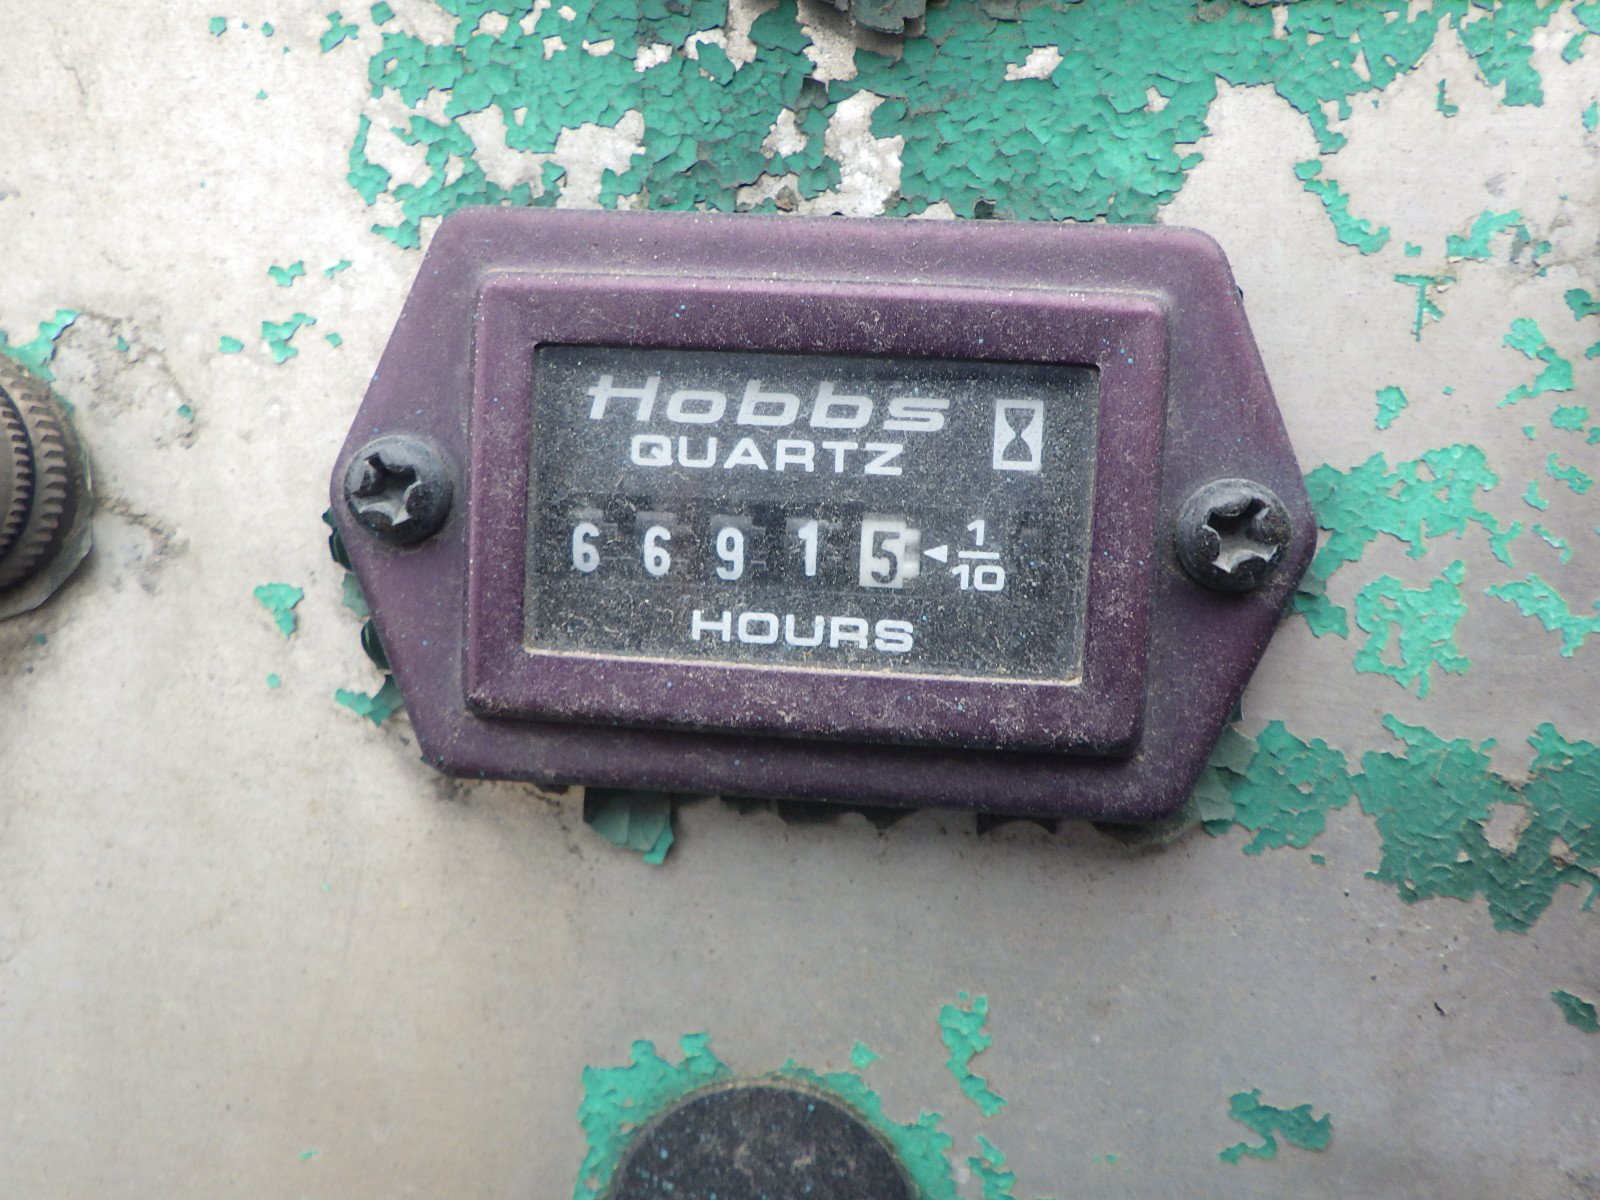 Hobbs
QUARTZ
6 6 9 1 5 ◄ 1/10
HOURS